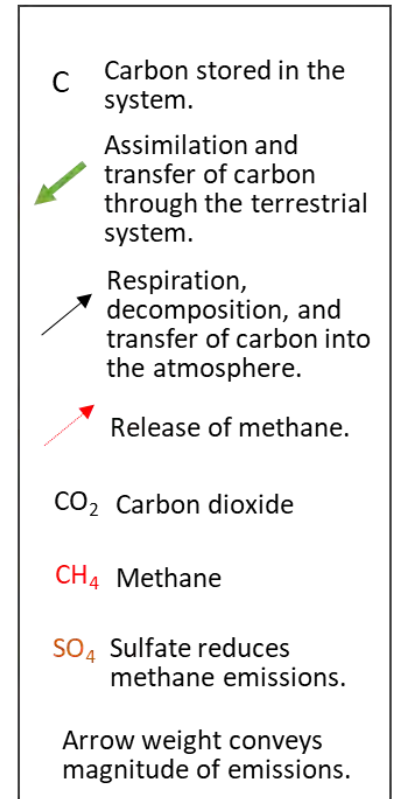 C Carbon stored in the
system.
Assimilation and
transfer of carbon
through the terrestrial
system.
Respiration,
decomposition, and
transfer of carbon into
the atmosphere.
Release of methane.
CO₂ Carbon dioxide
CH₄ Methane
SO₄ Sulfate reduces
methane emissions.
Arrow weight conveys
magnitude of emissions.